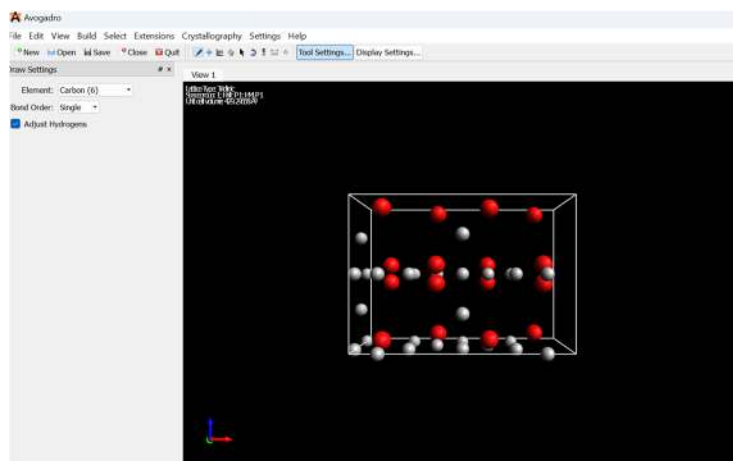 Avogadro
File Edit View Build Select Extensions Crystallography Settings Help
New Open Save Close Quit Tool Settings... Display Settings...
Draw Settings
View 1
Element: Carbon (6)
Bond Order: Single
Adjust Hydrogens